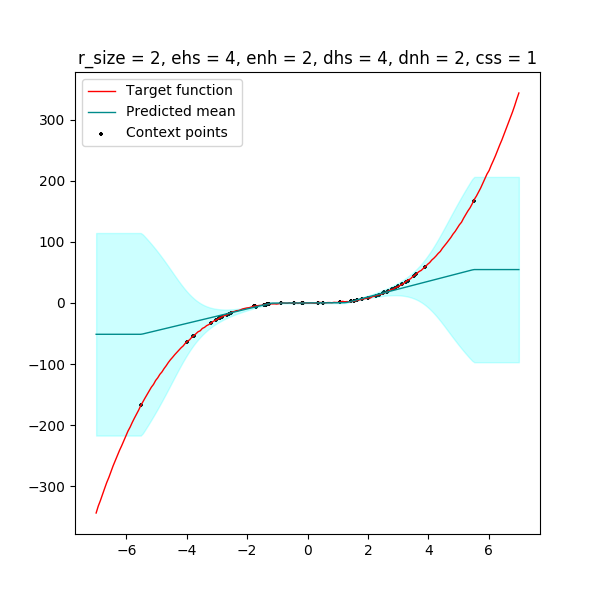 r_size = 2, ehs = 4, enh = 2, dhs = 4, dnh = 2, css = 1
Target function
Predicted mean
Context points
300
200
100
0
−100
−200
−300
−6 −4 −2 0 2 4 6